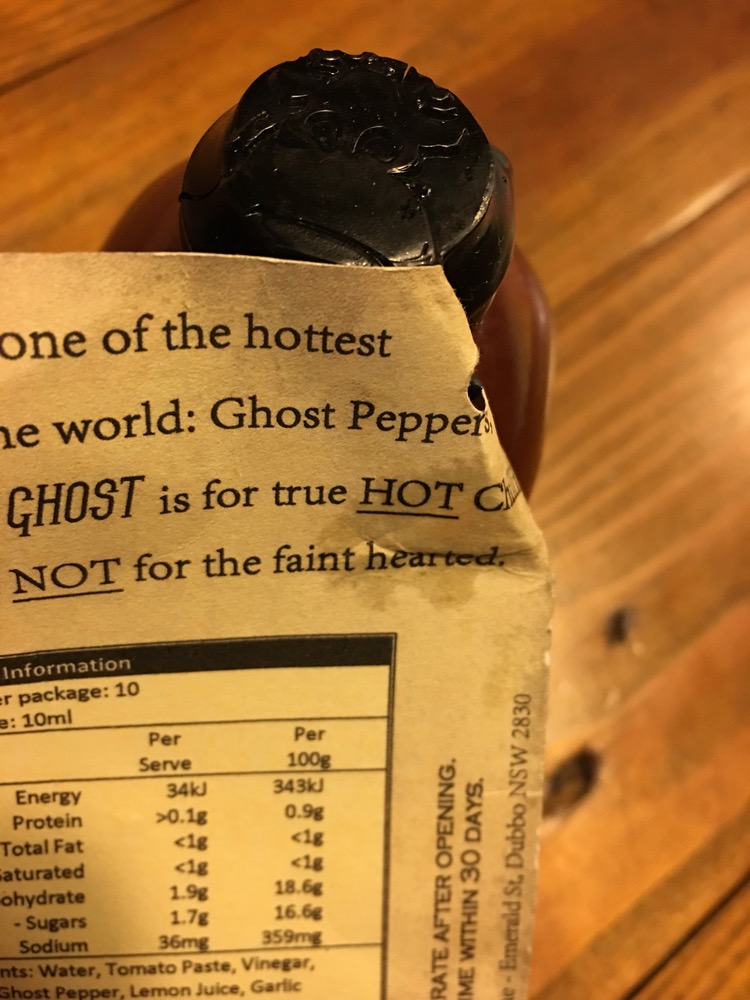 one of the hottest
he world: Ghost Peppers,
GHOST is for true HOT
NOT for the faint hearted.
Information
er package: 10
e: 10ml
Per Per
Serve 100g
Energy 34kJ 343kJ
Protein >0.1g 0.9g
Total Fat <1g <1g
Saturated <1g <1g
ohydrate 1.9g 18.6g
- Sugars 1.7g 16.6g
Sodium 36mg 359mg
nts: Water, Tomato Paste, Vinegar,
Ghost Pepper, Lemon Juice, Garlic
RATE AFTER OPENING.
IME WITHIN 30 DAYS.
e - Emerald St, Dubbo NSW 2830